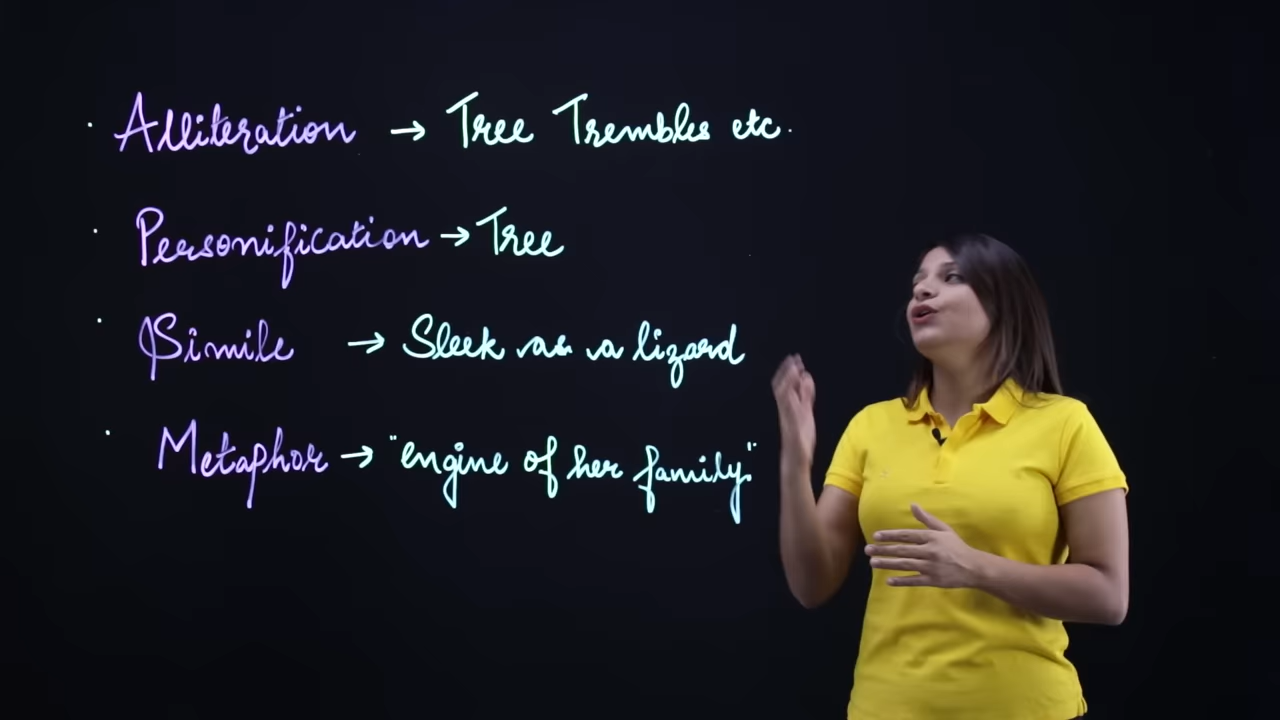 · Alliteration → Tree Trembles etc.
· Personification → Tree
· Simile → Sleek as a lizard
· Metaphor → "engine of her family."